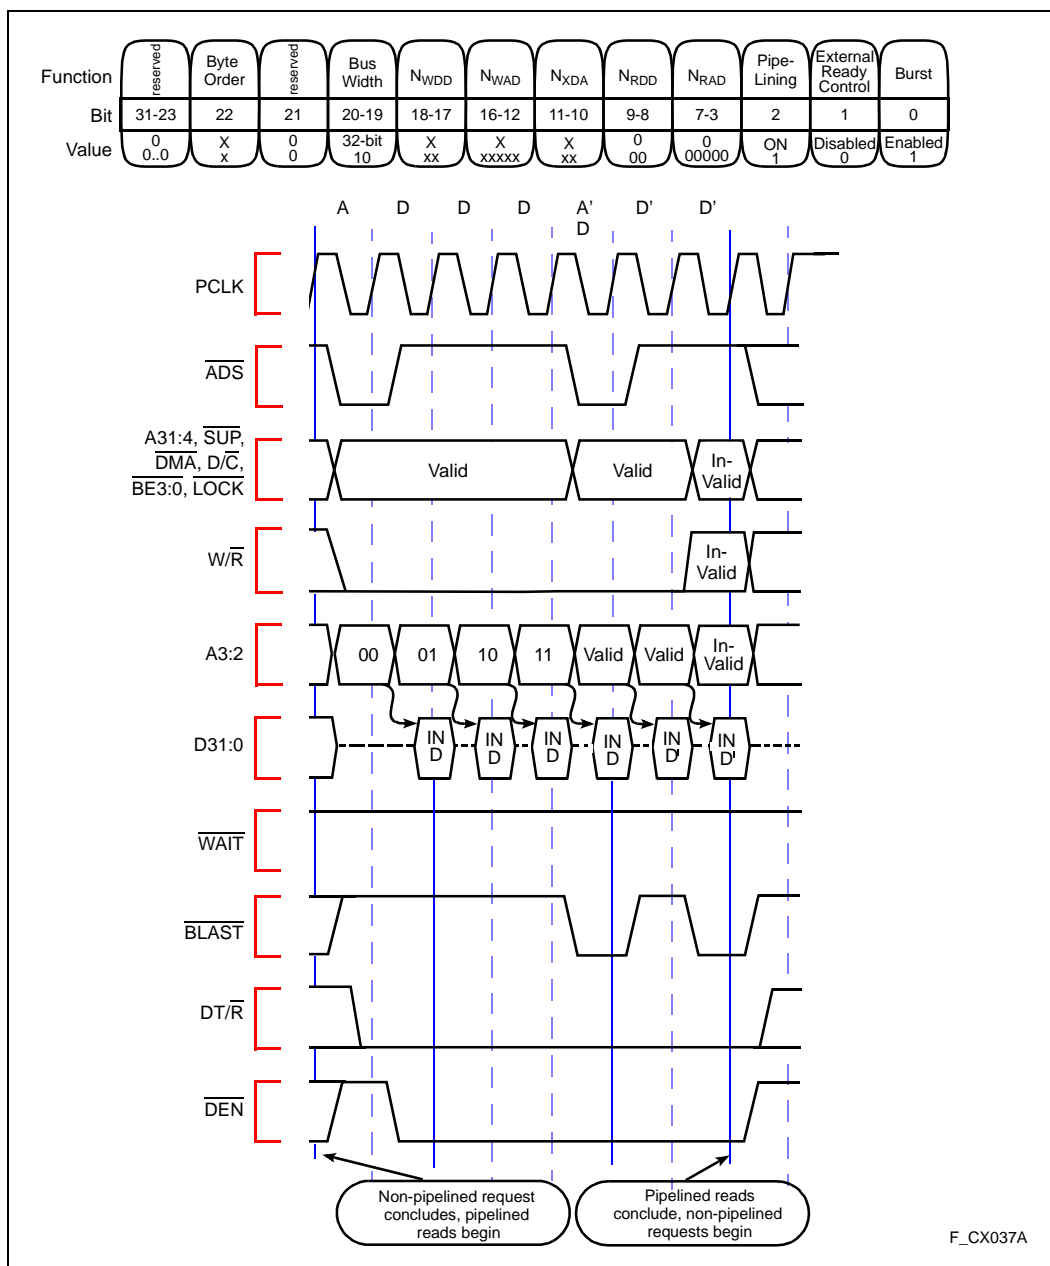 Function reserved Byte Order reserved Bus Width NWDD NWAD NXDA NRDD NRAD Pipe-Lining External Ready Control Burst
Bit 31-23 22 21 20-19 18-17 16-12 11-10 9-8 7-3 2 1 0
Value 0 0..0 X x 0 0 32-bit 10 X xx X xxxxx X xx 0 00 0 00000 ON 1 Disabled 0 Enabled 1
A D D D A' D' D'
D
PCLK
ADS
A31:4, SUP,
DMA, D/C,
BE3:0, LOCK
Valid Valid In-Valid
W/R
In-Valid
A3:2
00 01 10 11 Valid Valid In-Valid
D31:0
IN D IN D IN D IN D IN D' IN D'
WAIT
BLAST
DT/R
DEN
Non-pipelined request
concludes, pipelined
reads begin
Pipelined reads
conclude, non-pipelined
requests begin
F_CX037A